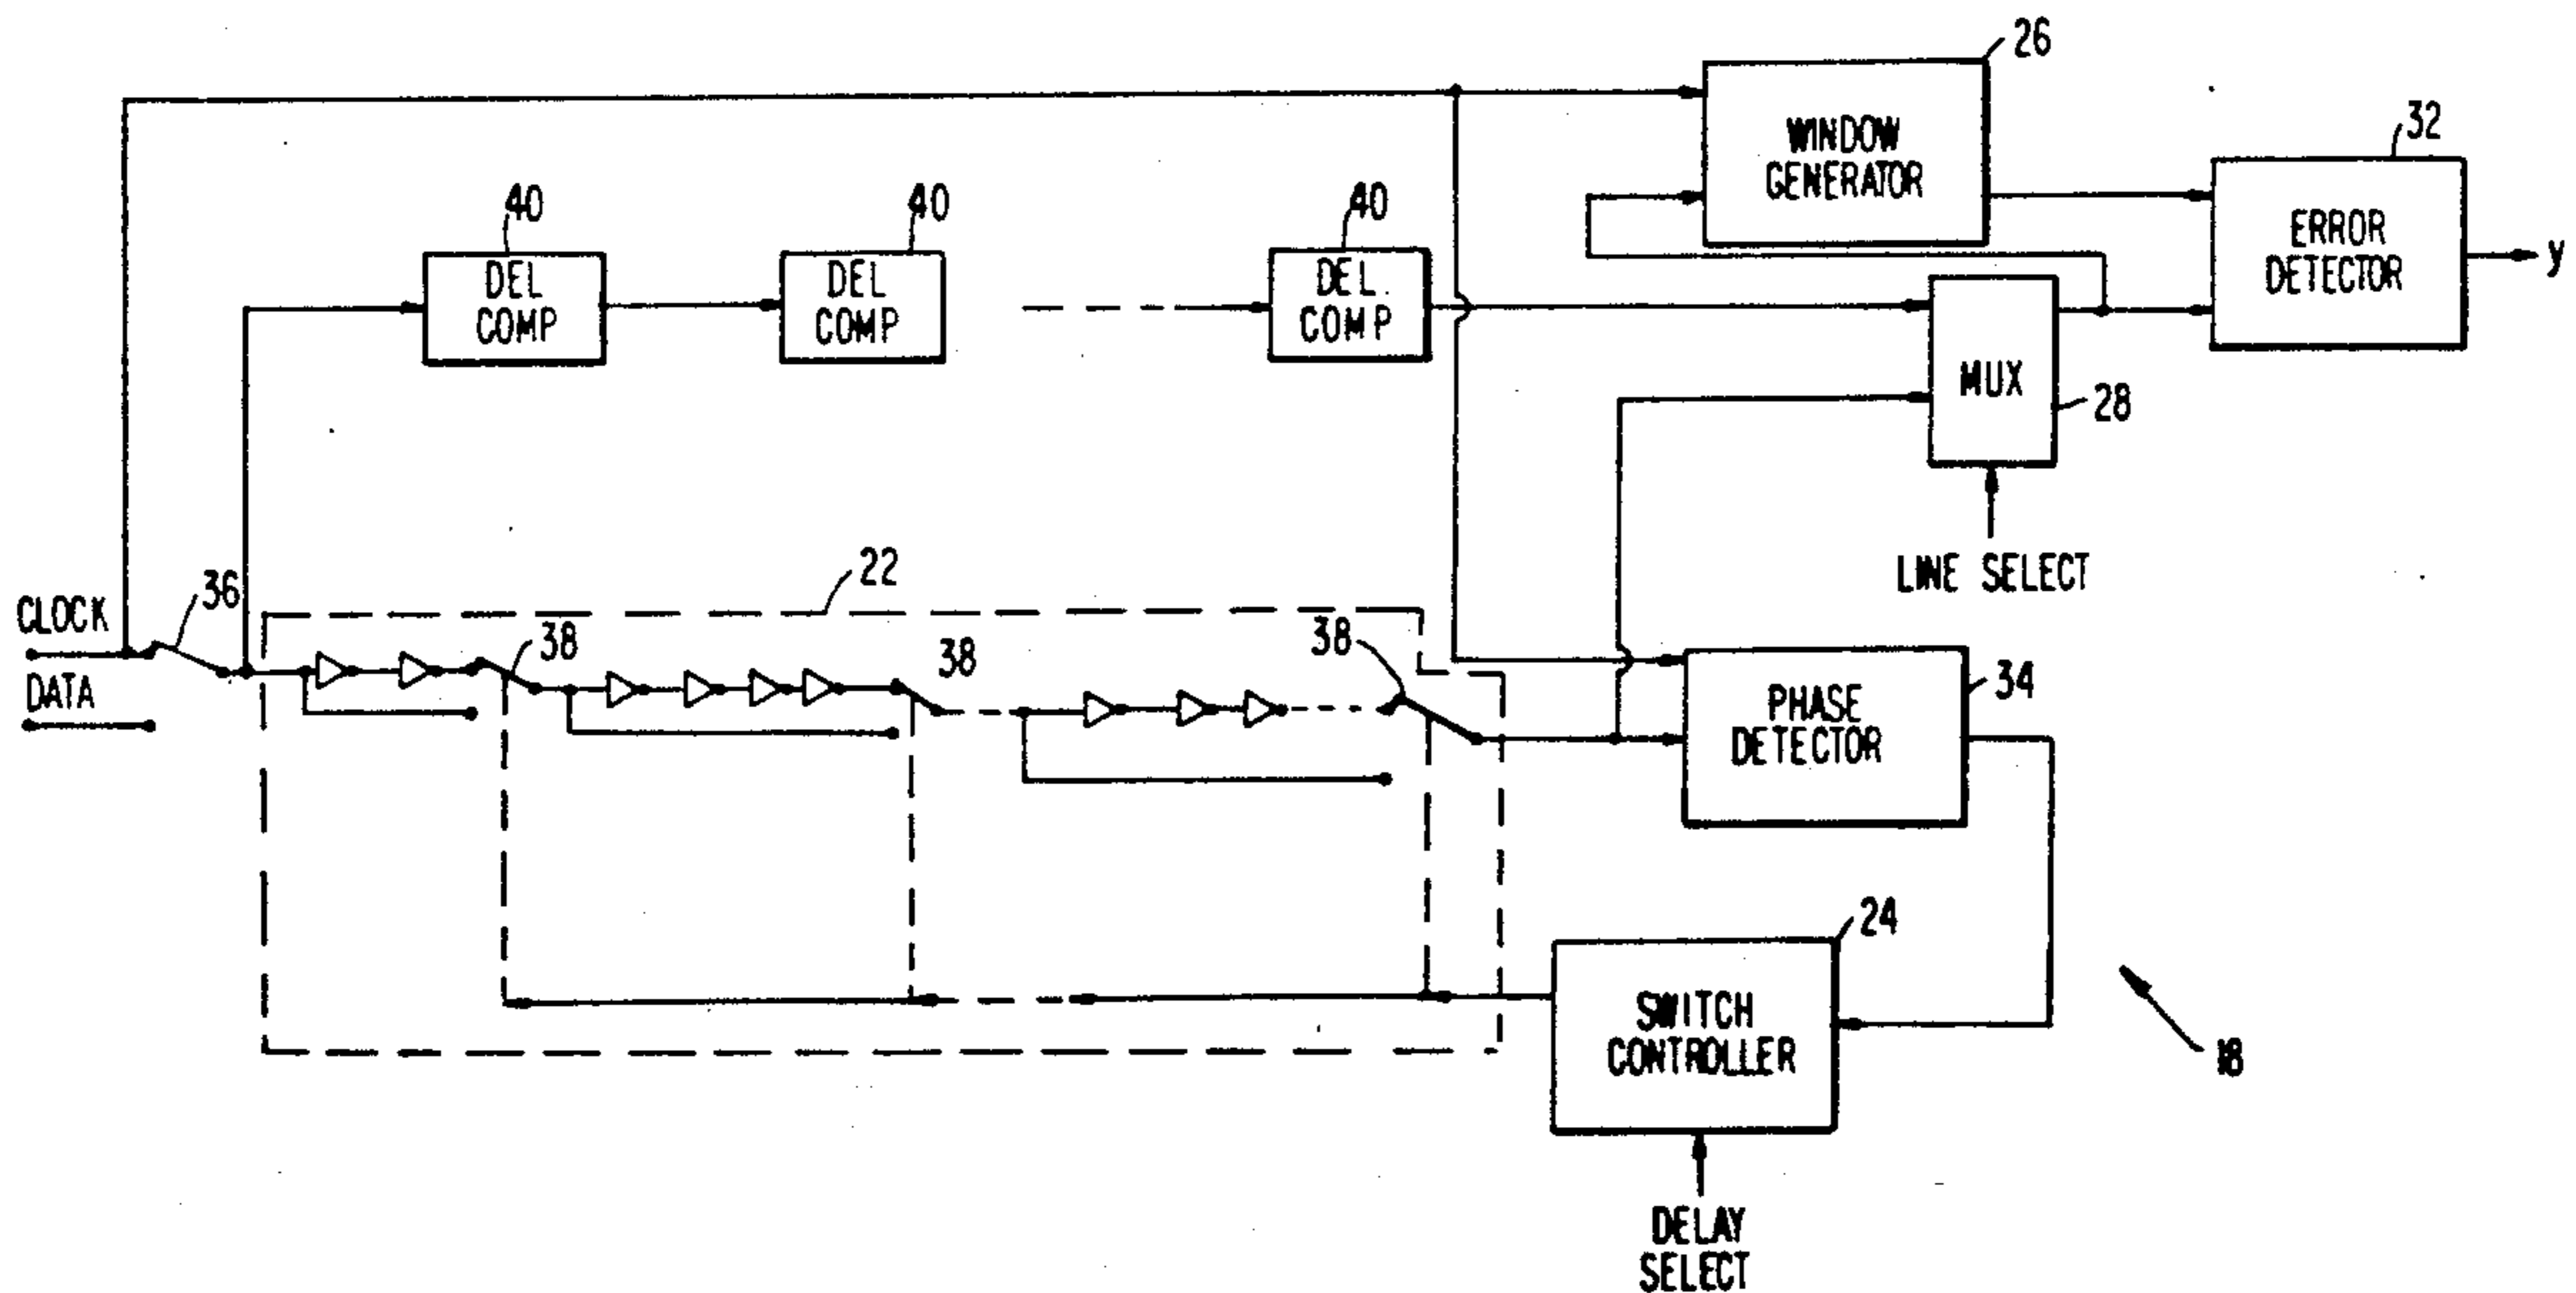 26
WINDOW
GENERATOR
32
ERROR
DETECTOR
y
40
DEL
COMP
40
DEL
COMP
40
DEL
COMP
MUX
28
LINE SELECT
22
CLOCK
36
DATA
38
38
38
PHASE
DETECTOR
34
24
SWITCH
CONTROLLER
18
DELAY
SELECT